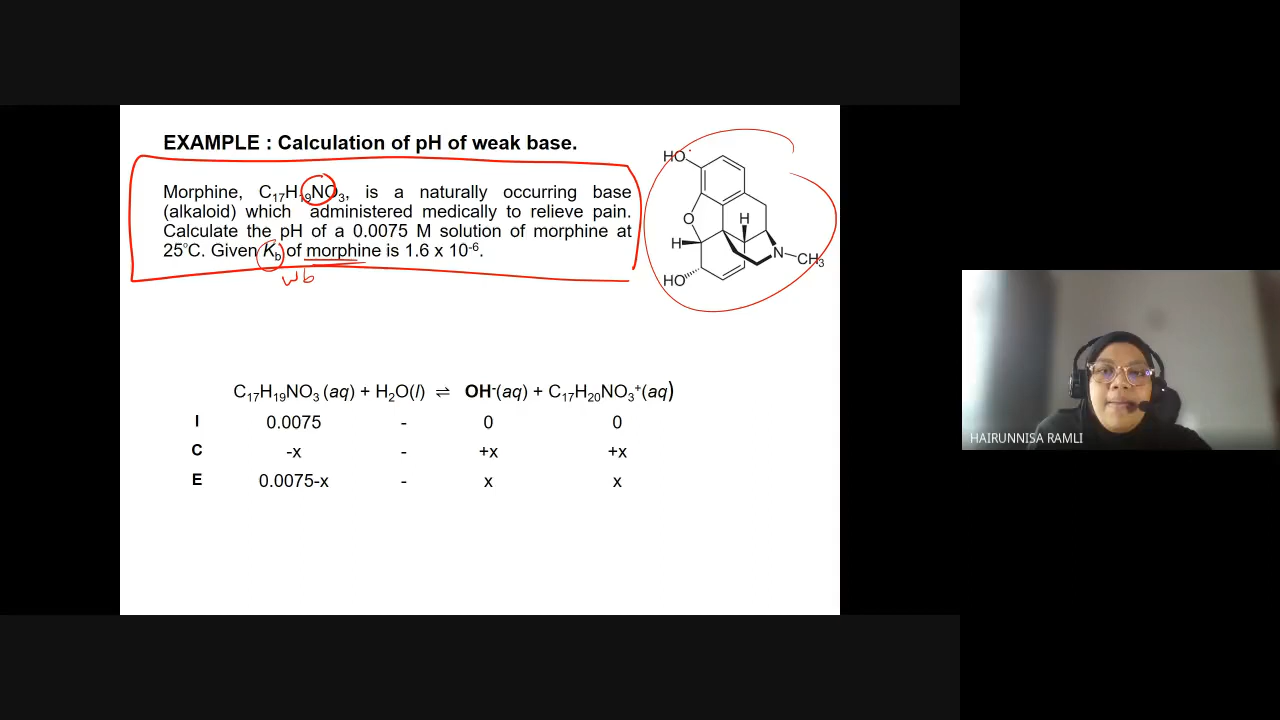 EXAMPLE : Calculation of pH of weak base.
Morphine, C₁₇H₁₉NO₃, is a naturally occurring base
(alkaloid) which administered medically to relieve pain.
Calculate the pH of a 0.0075 M solution of morphine at
25°C. Given Kb of morphine is 1.6 x 10⁻⁶.
wb
HO
O
H
H
N
CH₃
HO
C₁₇H₁₉NO₃ (aq) + H₂O(l) ⇌ OH⁻(aq) + C₁₇H₂₀NO₃⁺(aq)
I 0.0075 - 0 0
C -x - +x +x
E 0.0075-x - x x
HAIRUNNISA RAMLI